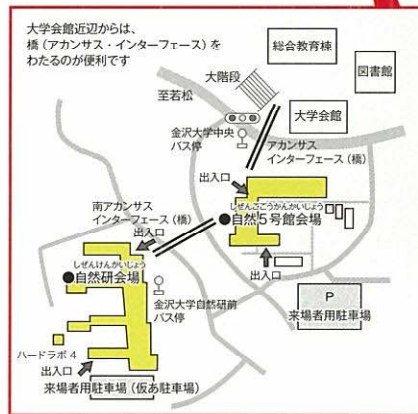 大学会館近辺からは、
橋（アカンサス・インターフェース）を
わたるのが便利です
総合教育棟
図書館
大階段
至若松
大学会館
金沢大学中央
バス停
アカンサス
インターフェース（橋）
出入口
南アカンサス
インターフェース（橋）
しぜんごごうかんかいじょう
自然5号館会場
出入口
しぜんけんかいじょう
自然研会場
出入口
金沢大学自然研前
バス停
P
来場者用駐車場
ハードラボ 4
出入口
来場者用駐車場（仮あ駐車場）